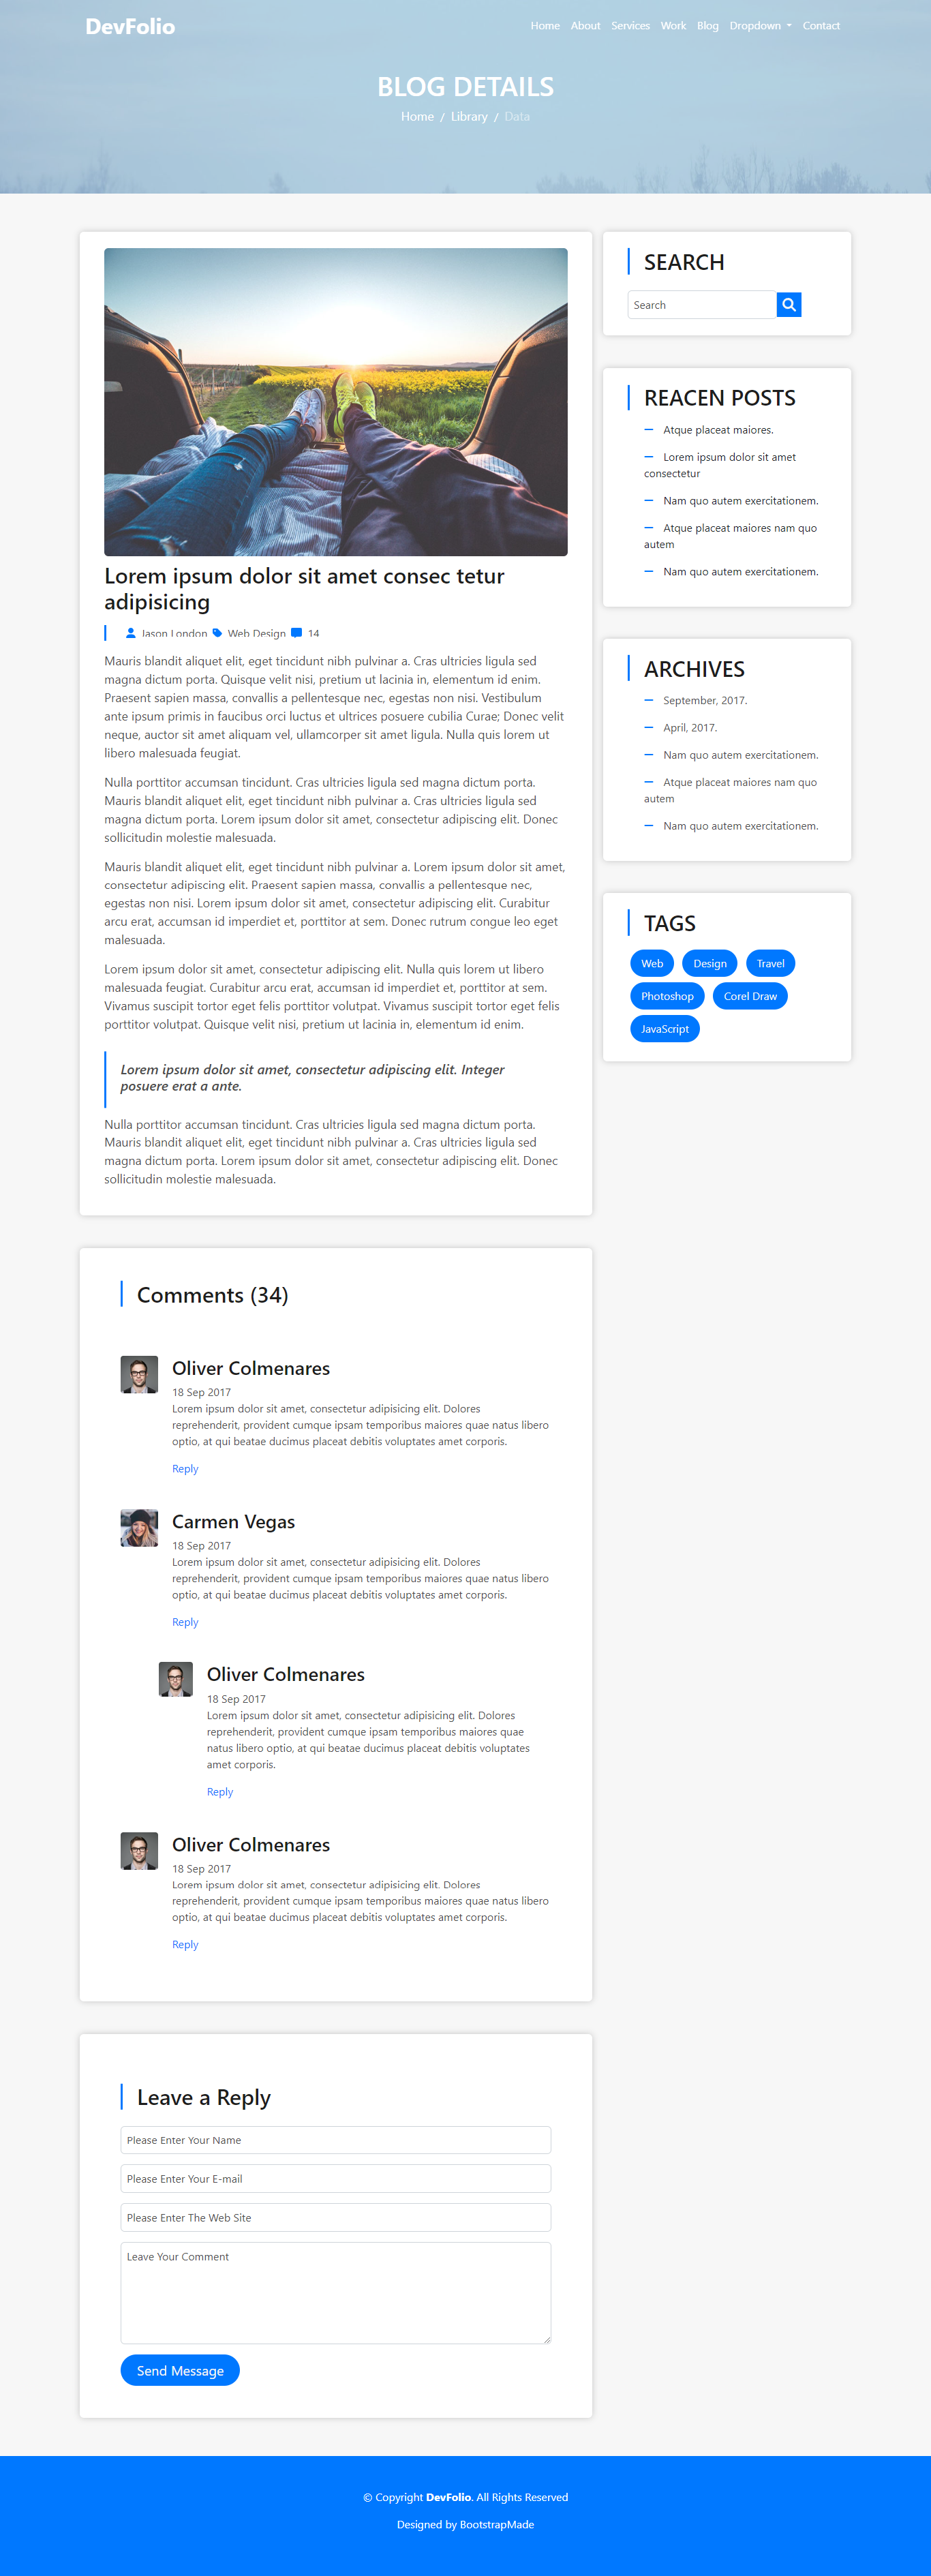 DevFolio
Home About Services Work Blog Dropdown Contact
BLOG DETAILS
Home / Library / Data
Lorem ipsum dolor sit amet consec tetur
adipisicing
Jason London Web Design 14
Mauris blandit aliquet elit, eget tincidunt nibh pulvinar a. Cras ultricies ligula sed
magna dictum porta. Quisque velit nisi, pretium ut lacinia in, elementum id enim.
Praesent sapien massa, convallis a pellentesque nec, egestas non nisi. Vestibulum
ante ipsum primis in faucibus orci luctus et ultrices posuere cubilia Curae; Donec velit
neque, auctor sit amet aliquam vel, ullamcorper sit amet ligula. Nulla quis lorem ut
libero malesuada feugiat.
Nulla porttitor accumsan tincidunt. Cras ultricies ligula sed magna dictum porta.
Mauris blandit aliquet elit, eget tincidunt nibh pulvinar a. Cras ultricies ligula sed
magna dictum porta. Lorem ipsum dolor sit amet, consectetur adipiscing elit. Donec
sollicitudin molestie malesuada.
Mauris blandit aliquet elit, eget tincidunt nibh pulvinar a. Lorem ipsum dolor sit amet,
consectetur adipiscing elit. Praesent sapien massa, convallis a pellentesque nec,
egestas non nisi. Lorem ipsum dolor sit amet, consectetur adipiscing elit. Curabitur
arcu erat, accumsan id imperdiet et, porttitor at sem. Donec rutrum congue leo eget
malesuada.
Lorem ipsum dolor sit amet, consectetur adipiscing elit. Nulla quis lorem ut libero
malesuada feugiat. Curabitur arcu erat, accumsan id imperdiet et, porttitor at sem.
Vivamus suscipit tortor eget felis porttitor volutpat. Vivamus suscipit tortor eget felis
porttitor volutpat. Quisque velit nisi, pretium ut lacinia in, elementum id enim.
Lorem ipsum dolor sit amet, consectetur adipiscing elit. Integer
posuere erat a ante.
Nulla porttitor accumsan tincidunt. Cras ultricies ligula sed magna dictum porta.
Mauris blandit aliquet elit, eget tincidunt nibh pulvinar a. Cras ultricies ligula sed
magna dictum porta. Lorem ipsum dolor sit amet, consectetur adipiscing elit. Donec
sollicitudin molestie malesuada.
SEARCH
Search
REACEN POSTS
Atque placeat maiores.
Lorem ipsum dolor sit amet
consectetur
Nam quo autem exercitationem.
Atque placeat maiores nam quo
autem
Nam quo autem exercitationem.
ARCHIVES
September, 2017.
April, 2017.
Nam quo autem exercitationem.
Atque placeat maiores nam quo
autem
Nam quo autem exercitationem.
TAGS
Web Design Travel
Photoshop Corel Draw
JavaScript
Comments (34)
Oliver Colmenares
18 Sep 2017
Lorem ipsum dolor sit amet, consectetur adipisicing elit. Dolores
reprehenderit, provident cumque ipsam temporibus maiores quae natus libero
optio, at qui beatae ducimus placeat debitis voluptates amet corporis.
Reply
Carmen Vegas
18 Sep 2017
Lorem ipsum dolor sit amet, consectetur adipisicing elit. Dolores
reprehenderit, provident cumque ipsam temporibus maiores quae natus libero
optio, at qui beatae ducimus placeat debitis voluptates amet corporis.
Reply
Oliver Colmenares
18 Sep 2017
Lorem ipsum dolor sit amet, consectetur adipisicing elit. Dolores
reprehenderit, provident cumque ipsam temporibus maiores quae
natus libero optio, at qui beatae ducimus placeat debitis voluptates
amet corporis.
Reply
Oliver Colmenares
18 Sep 2017
Lorem ipsum dolor sit amet, consectetur adipisicing elit. Dolores
reprehenderit, provident cumque ipsam temporibus maiores quae natus libero
optio, at qui beatae ducimus placeat debitis voluptates amet corporis.
Reply
Leave a Reply
Please Enter Your Name
Please Enter Your E-mail
Please Enter The Web Site
Leave Your Comment
Send Message
© Copyright DevFolio. All Rights Reserved
Designed by BootstrapMade